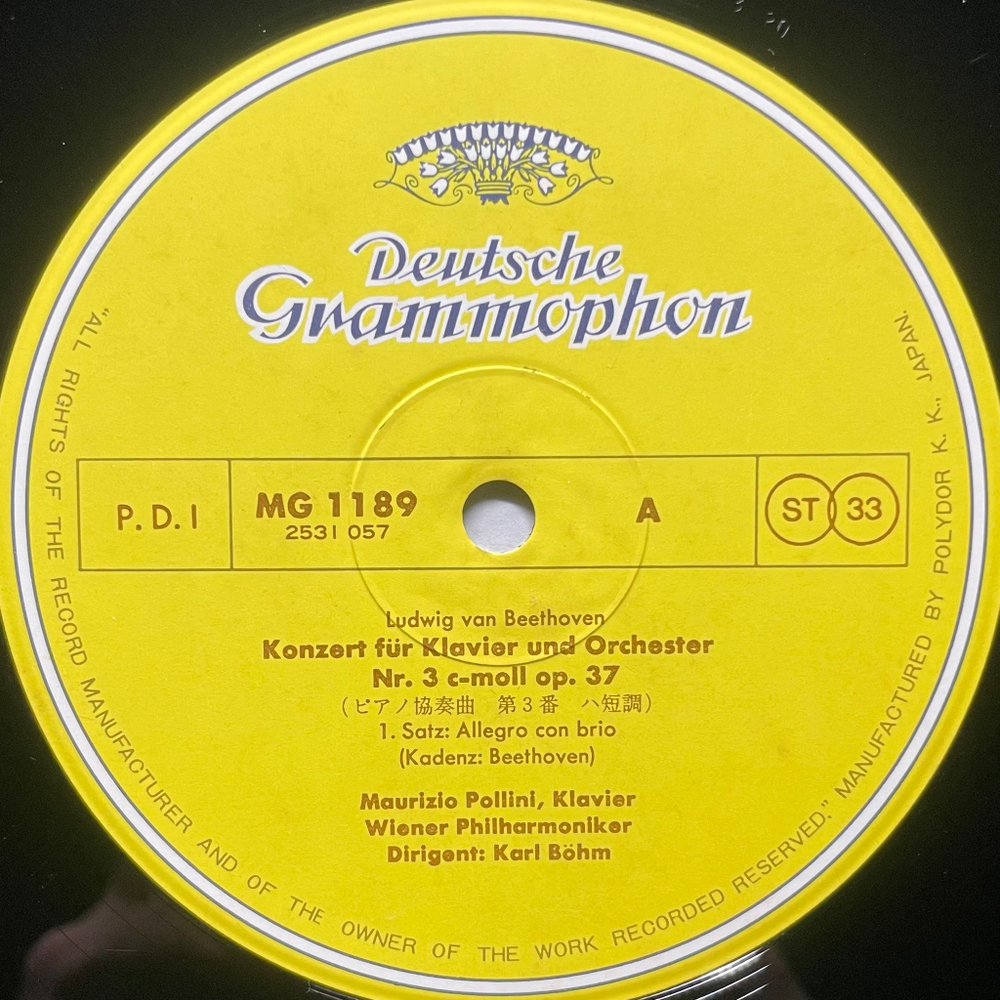 Deutsche
Grammophon
P. D. I
MG 1189
2531 057
A
ST 33
Ludwig van Beethoven
Konzert für Klavier und Orchester
Nr. 3 c-moll op. 37
(ピアノ協奏曲　第3番　ハ短調)
1. Satz: Allegro con brio
(Kadenz: Beethoven)
Maurizio Pollini, Klavier
Wiener Philharmoniker
Dirigent: Karl Böhm
"ALL RIGHTS OF THE RECORD MANUFACTURER AND OF THE OWNER OF THE WORK RECORDED RESERVED." MANUFACTURED BY POLYDOR K. K., JAPAN.